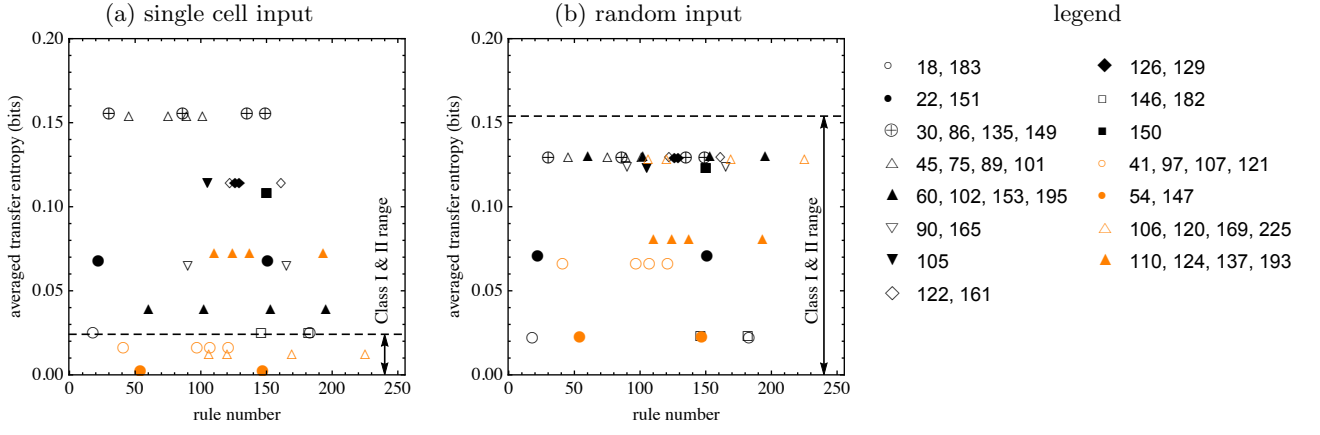 (a) single cell input
(b) random input
legend
averaged transfer entropy (bits)
0.20
0.15
0.10
0.05
0.00
0 50 100 150 200 250
rule number
Class I & II range
averaged transfer entropy (bits)
0.20
0.15
0.10
0.05
0.00
0 50 100 150 200 250
rule number
Class I & II range
18, 183
22, 151
30, 86, 135, 149
45, 75, 89, 101
60, 102, 153, 195
90, 165
105
122, 161
126, 129
146, 182
150
41, 97, 107, 121
54, 147
106, 120, 169, 225
110, 124, 137, 193